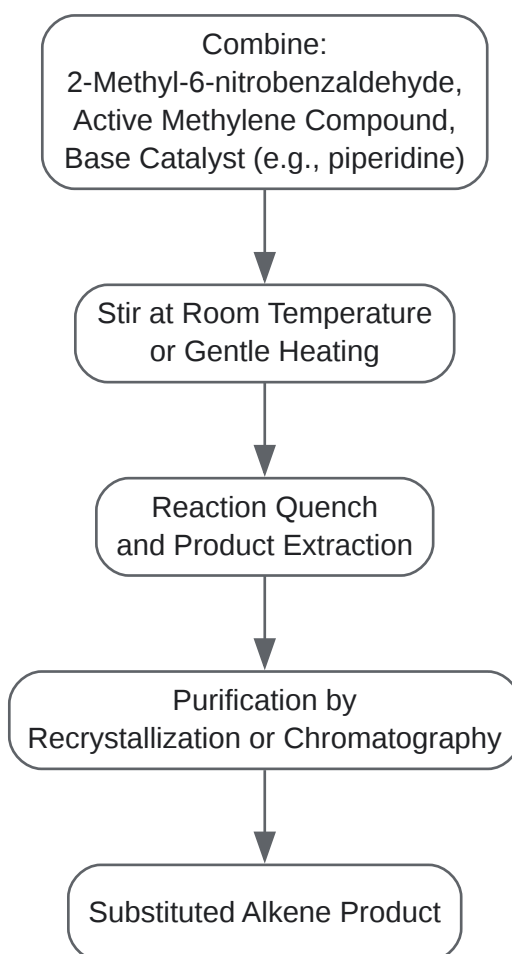 Combine:
2-Methyl-6-nitrobenzaldehyde,
Active Methylene Compound,
Base Catalyst (e.g., piperidine)
Stir at Room Temperature
or Gentle Heating
Reaction Quench
and Product Extraction
Purification by
Recrystallization or Chromatography
Substituted Alkene Product